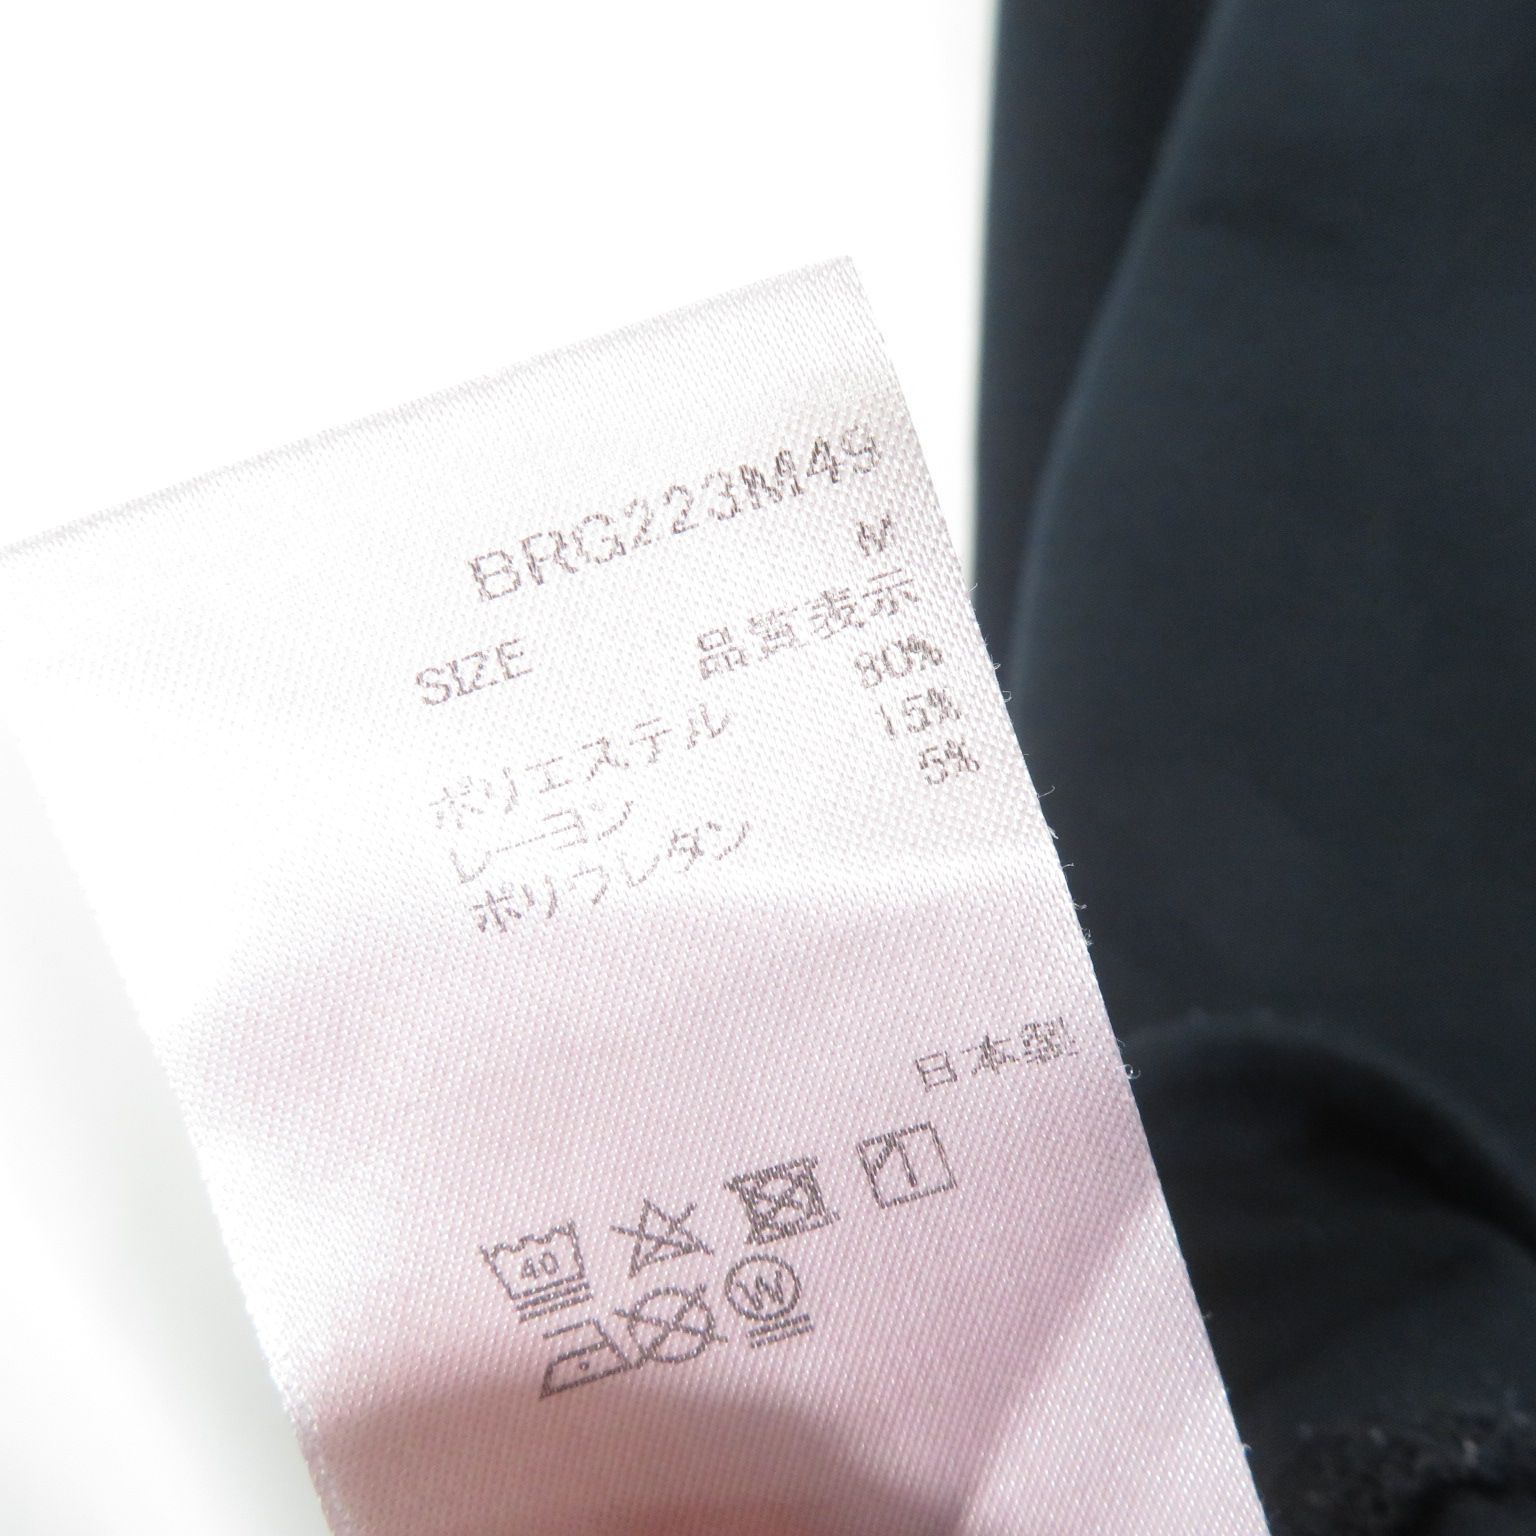 BRG223M49
SIZE M
品質表示
ポリエステル 80%
レーヨン 15%
ポリウレタン 5%
日本製
40
W